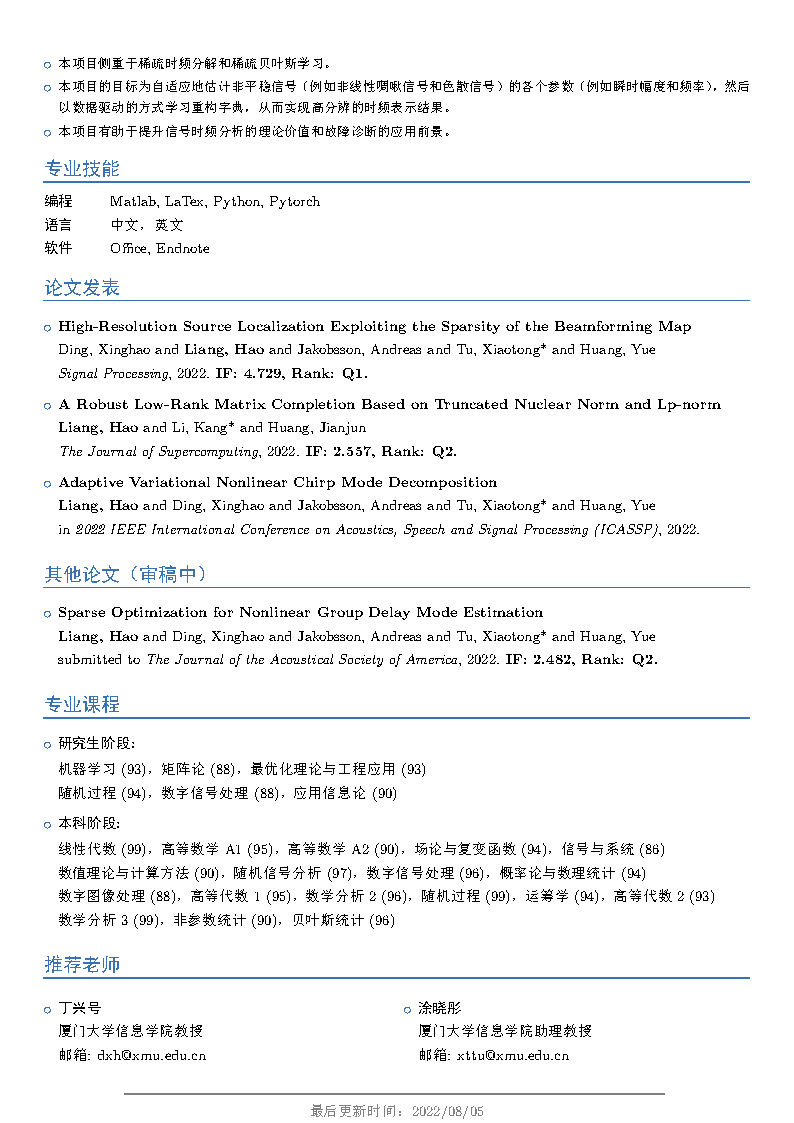 本项目侧重于稀疏时频分解和稀疏贝叶斯学习。
本项目的目标为自适应地估计非平稳信号（例如非线性啁啾信号和色散信号）的各个参数（例如瞬时幅度和频率），然后
以数据驱动的方式学习重构字典，从而实现高分辨的时频表示结果。
本项目有助于提升信号时频分析的理论价值和故障诊断的应用前景。
专业技能
编程 Matlab, LaTex, Python, Pytorch
语言 中文，英文
软件 Office, Endnote
论文发表
High-Resolution Source Localization Exploiting the Sparsity of the Beamforming Map
Ding, Xinghao and Liang, Hao and Jakobsson, Andreas and Tu, Xiaotong* and Huang, Yue
Signal Processing, 2022. IF: 4.729, Rank: Q1.
A Robust Low-Rank Matrix Completion Based on Truncated Nuclear Norm and Lp-norm
Liang, Hao and Li, Kang* and Huang, Jianjun
The Journal of Supercomputing, 2022. IF: 2.557, Rank: Q2.
Adaptive Variational Nonlinear Chirp Mode Decomposition
Liang, Hao and Ding, Xinghao and Jakobsson, Andreas and Tu, Xiaotong* and Huang, Yue
in 2022 IEEE International Conference on Acoustics, Speech and Signal Processing (ICASSP), 2022.
其他论文（审稿中）
Sparse Optimization for Nonlinear Group Delay Mode Estimation
Liang, Hao and Ding, Xinghao and Jakobsson, Andreas and Tu, Xiaotong* and Huang, Yue
submitted to The Journal of the Acoustical Society of America, 2022. IF: 2.482, Rank: Q2.
专业课程
研究生阶段：
机器学习 (93)，矩阵论 (88)，最优化理论与工程应用 (93)
随机过程 (94)，数字信号处理 (88)，应用信息论 (90)
本科阶段：
线性代数 (99)，高等数学 A1 (95)，高等数学 A2 (90)，场论与复变函数 (94)，信号与系统 (86)
数值理论与计算方法 (90)，随机信号分析 (97)，数字信号处理 (96)，概率论与数理统计 (94)
数字图像处理 (88)，高等代数 1 (95)，数学分析 2 (96)，随机过程 (99)，运筹学 (94)，高等代数 2 (93)
数学分析 3 (99)，非参数统计 (90)，贝叶斯统计 (96)
推荐老师
丁兴号
厦门大学信息学院教授
邮箱: dxh@xmu.edu.cn
涂晓彤
厦门大学信息学院助理教授
邮箱: xttu@xmu.edu.cn
最后更新时间：2022/08/05